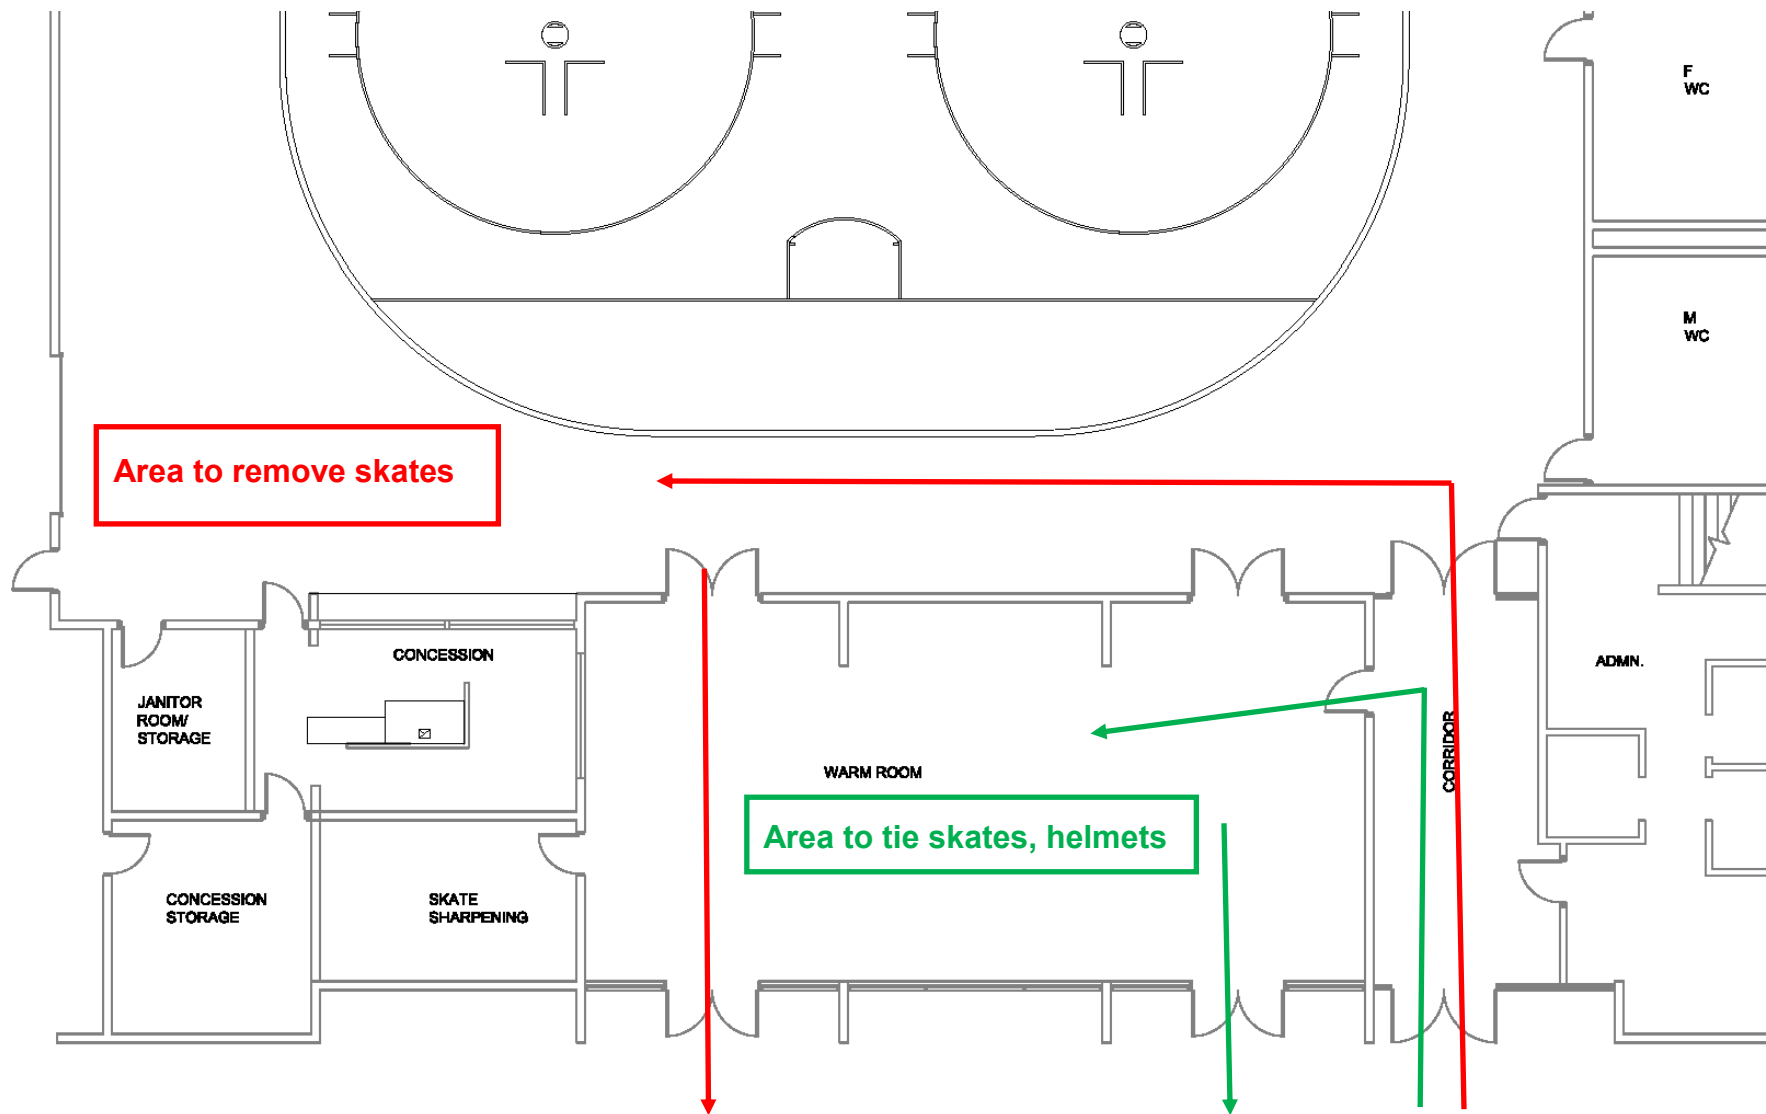 F
WC
M
WC
Area to remove skates
CONCESSION
JANITOR
ROOM/
STORAGE
ADMN.
CORRIDOR
WARM ROOM
Area to tie skates, helmets
CONCESSION
STORAGE
SKATE
SHARPENING